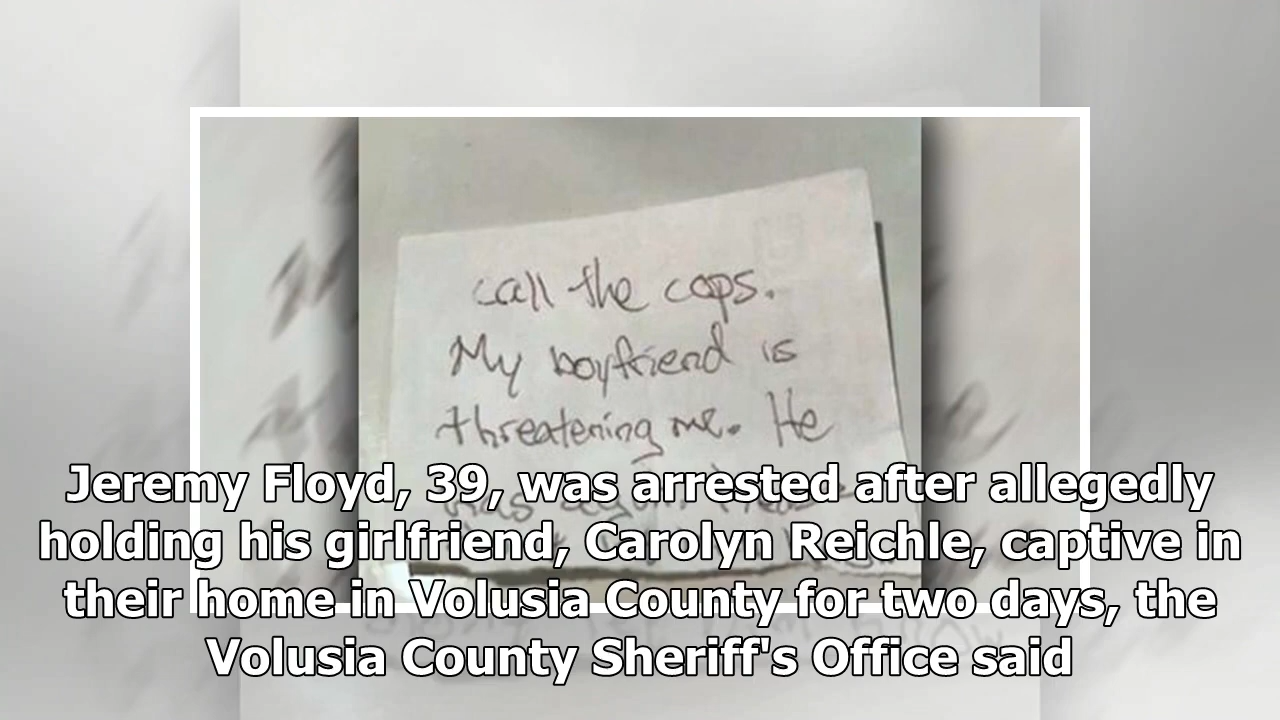 call the cops.
My boyfriend is
threatening me. He
Jeremy Floyd, 39, was arrested after allegedly
holding his girlfriend, Carolyn Reichle, captive in
their home in Volusia County for two days, the
Volusia County Sheriff's Office said